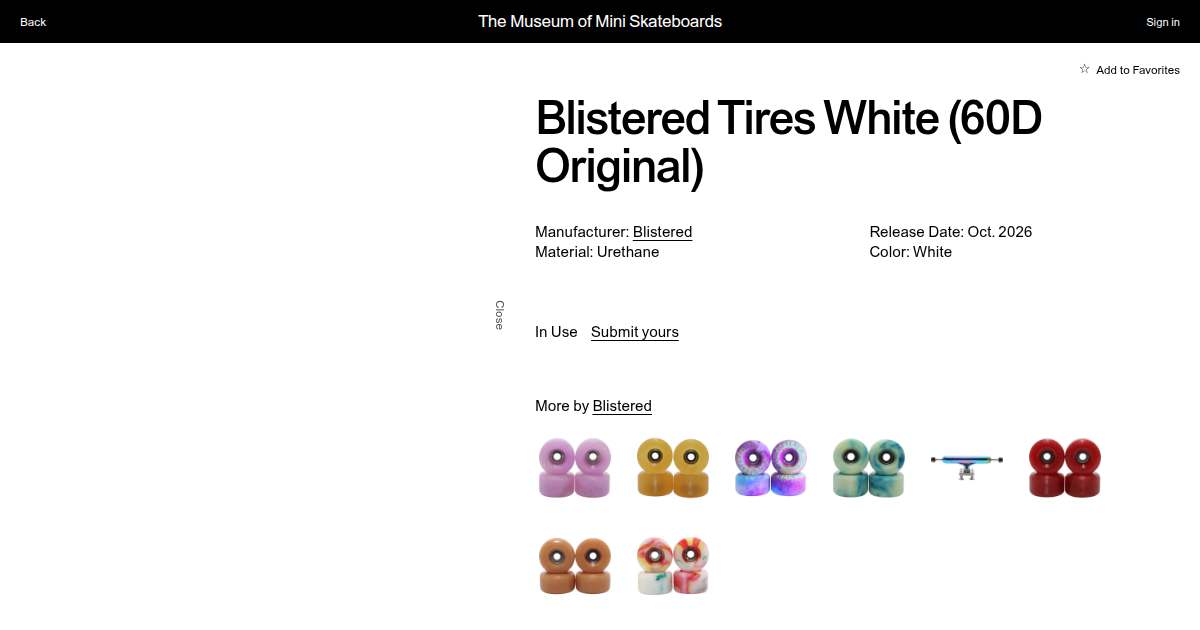 Back
The Museum of Mini Skateboards
Sign in
☆ Add to Favorites
Blistered Tires White (60D
Original)
Manufacturer: Blistered
Material: Urethane
Release Date: Oct. 2026
Color: White
Close
In Use Submit yours
More by Blistered